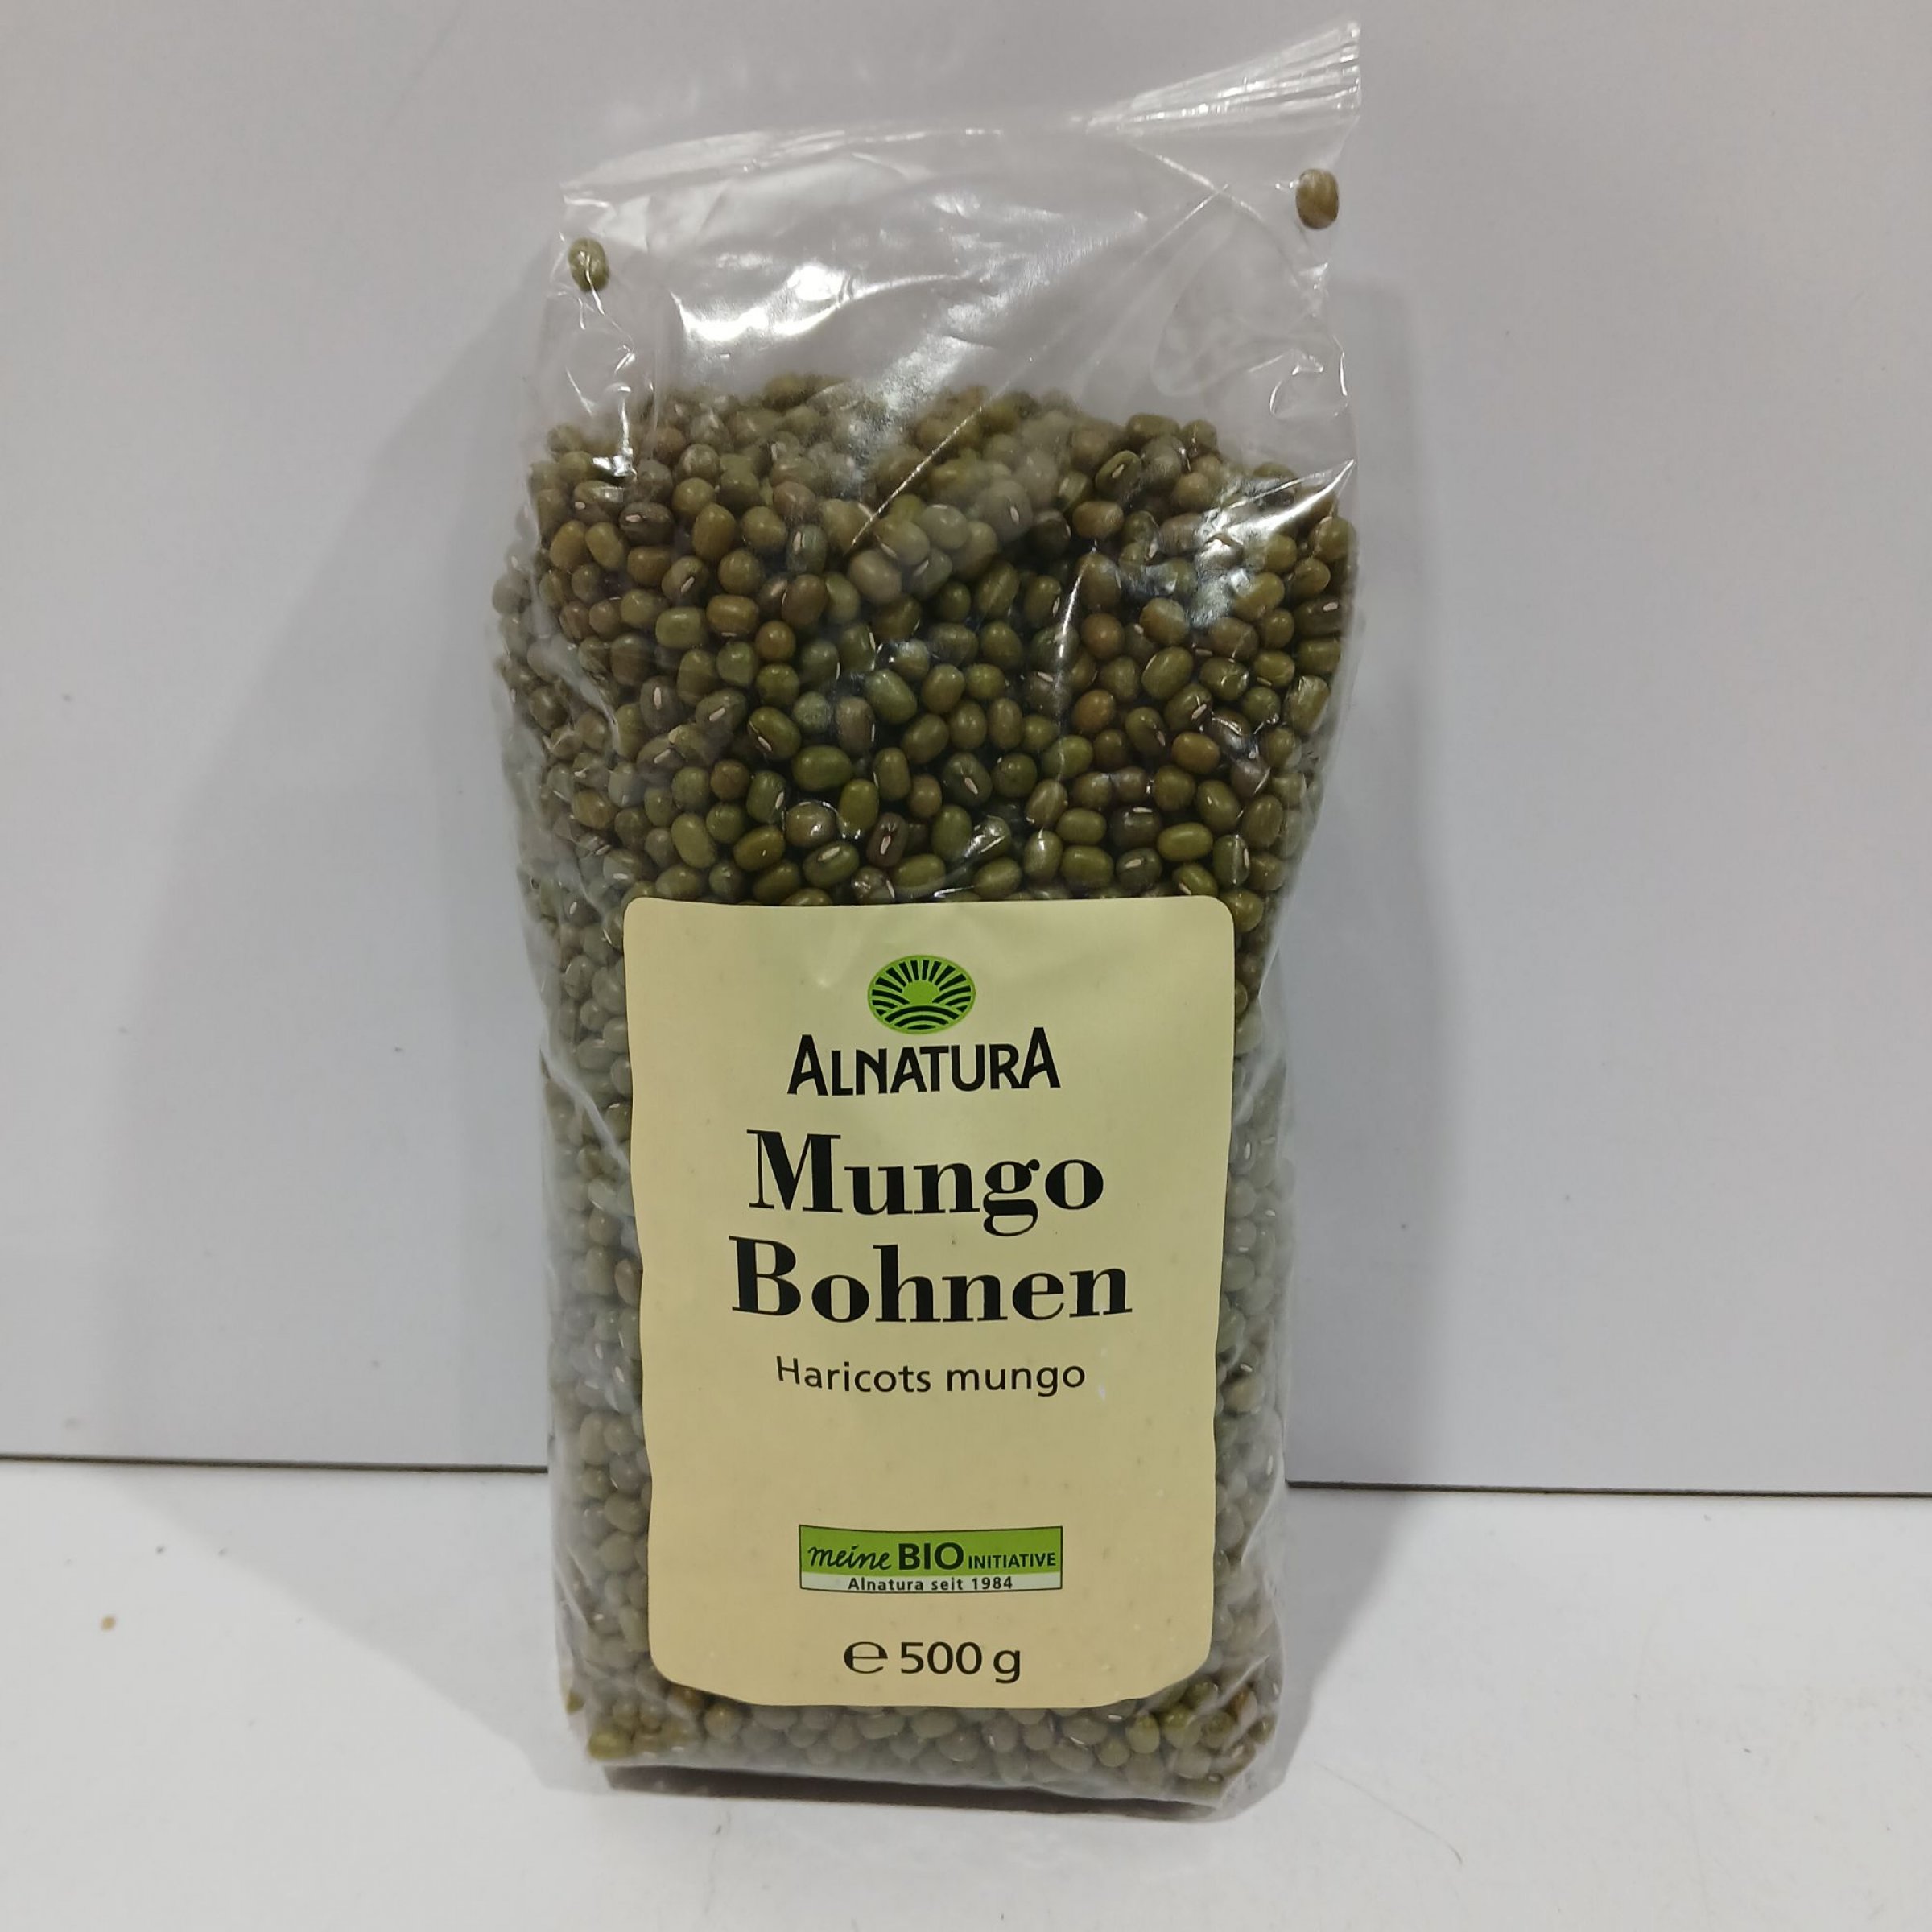 ALNATURA
Mungo
Bohnen
Haricots mungo
meine BIO INITIATIVE
Alnatura seit 1984
℮ 500 g